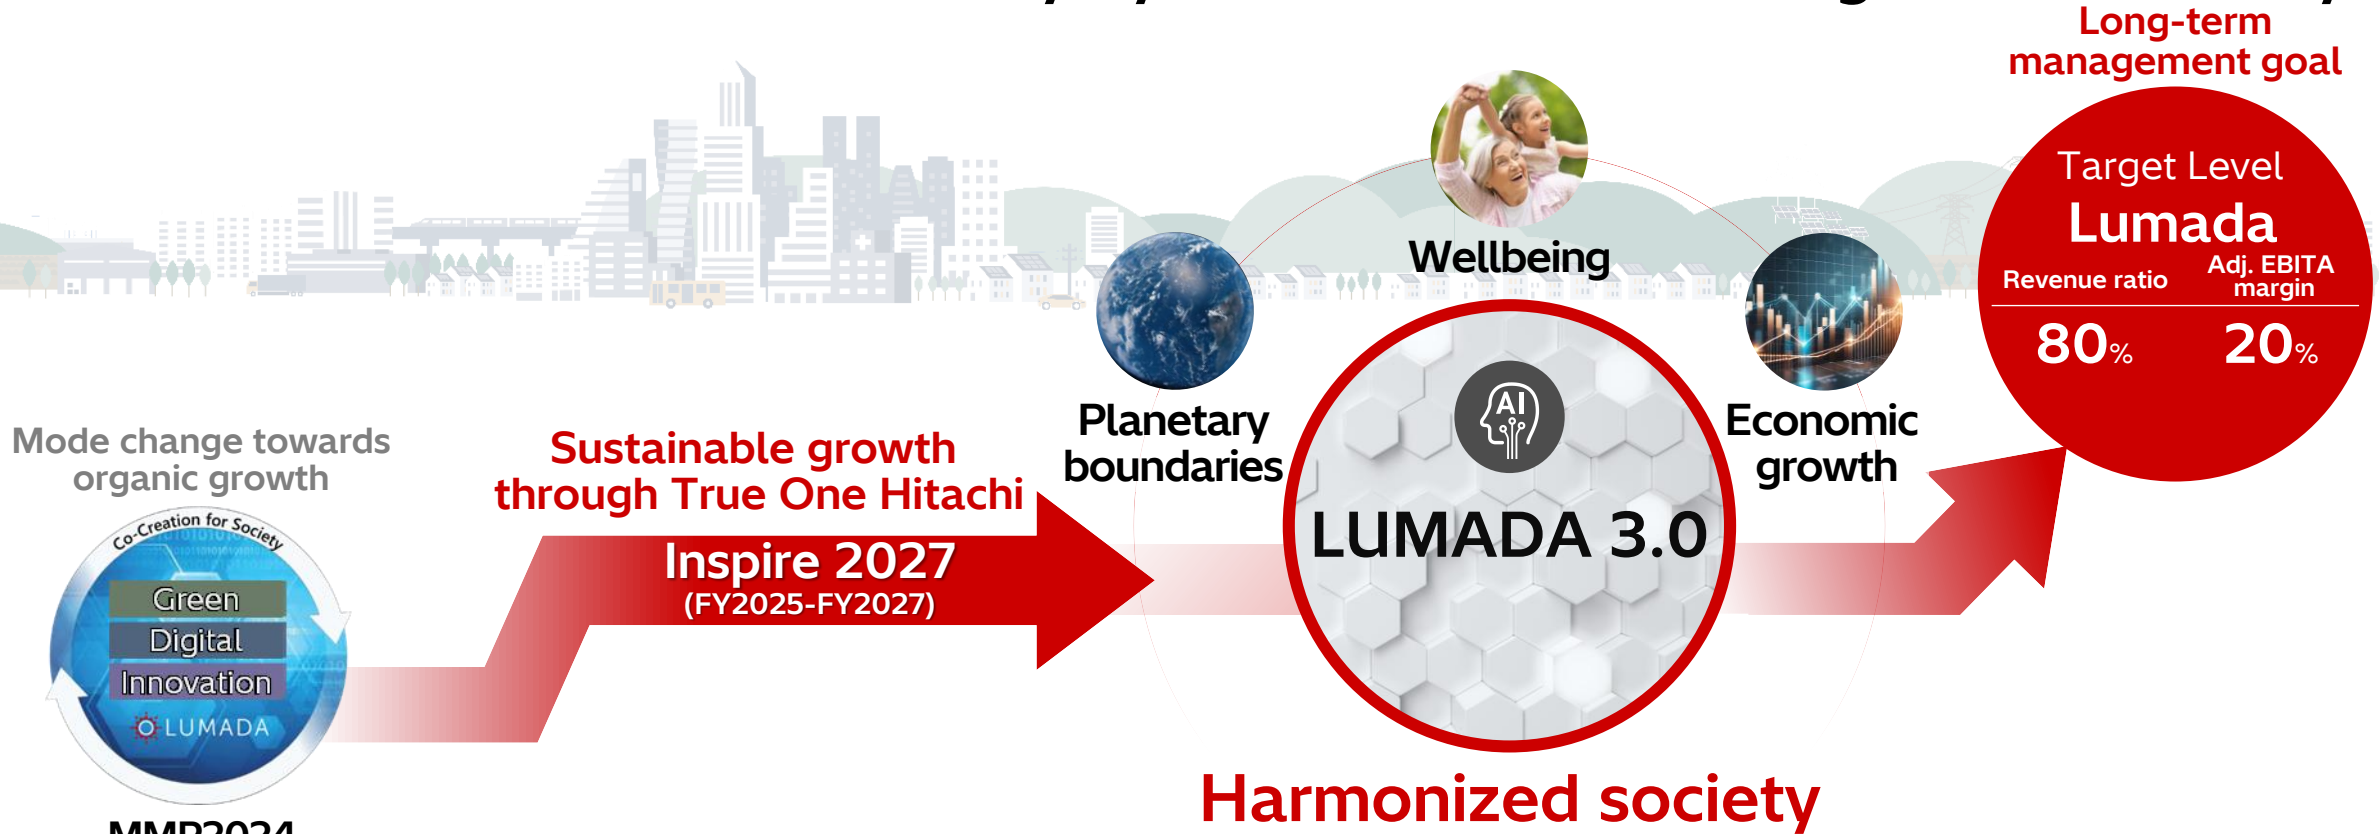 Long-term
management goal
Target Level
Lumada
Revenue ratio
Adj. EBITA
margin
80%
20%
Wellbeing
Planetary
boundaries
Economic
growth
AI
LUMADA 3.0
Harmonized society
Mode change towards
organic growth
Co-Creation for Society
Green
Digital
Innovation
LUMADA
MMP2024
Sustainable growth
through True One Hitachi
Inspire 2027
(FY2025-FY2027)